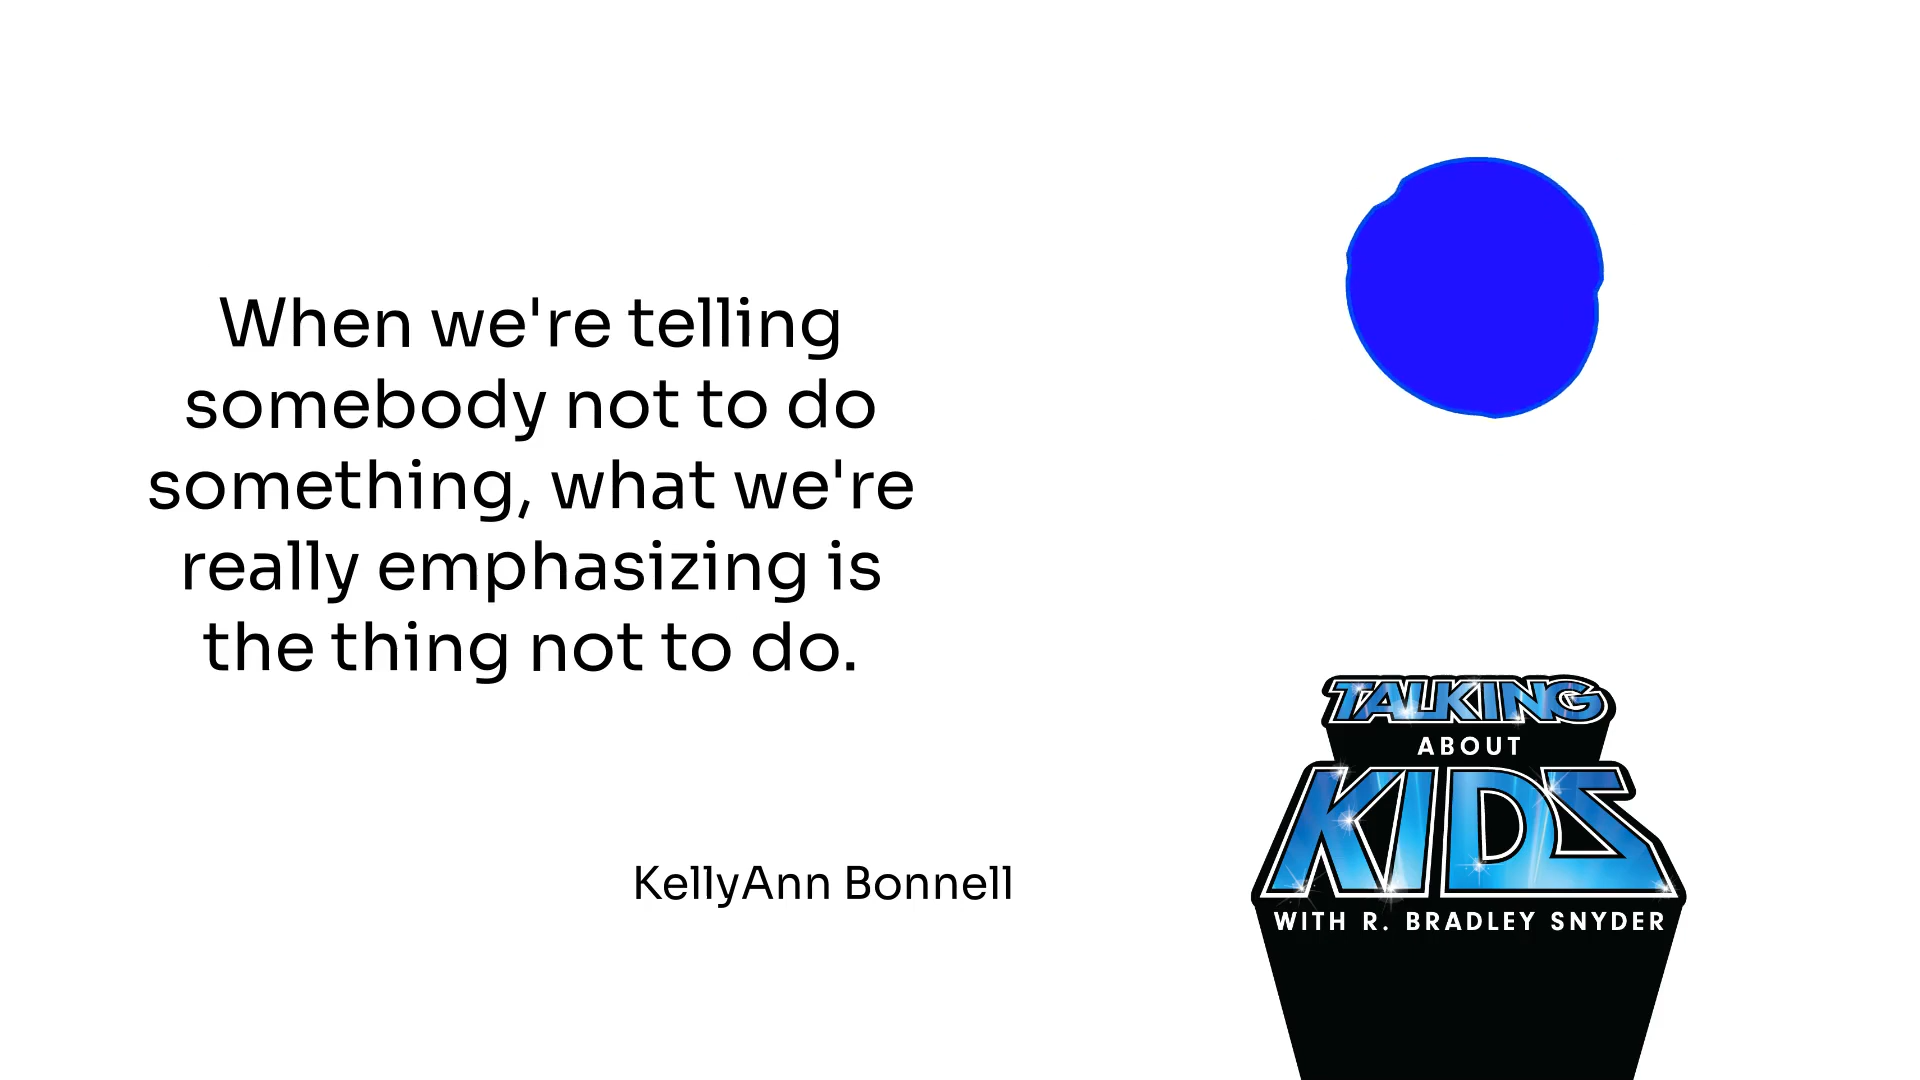 When we're telling
somebody not to do
something, what we're
really emphasizing is
the thing not to do.
KellyAnn Bonnell
TALKING
ABOUT
KIDS
WITH R. BRADLEY SNYDER